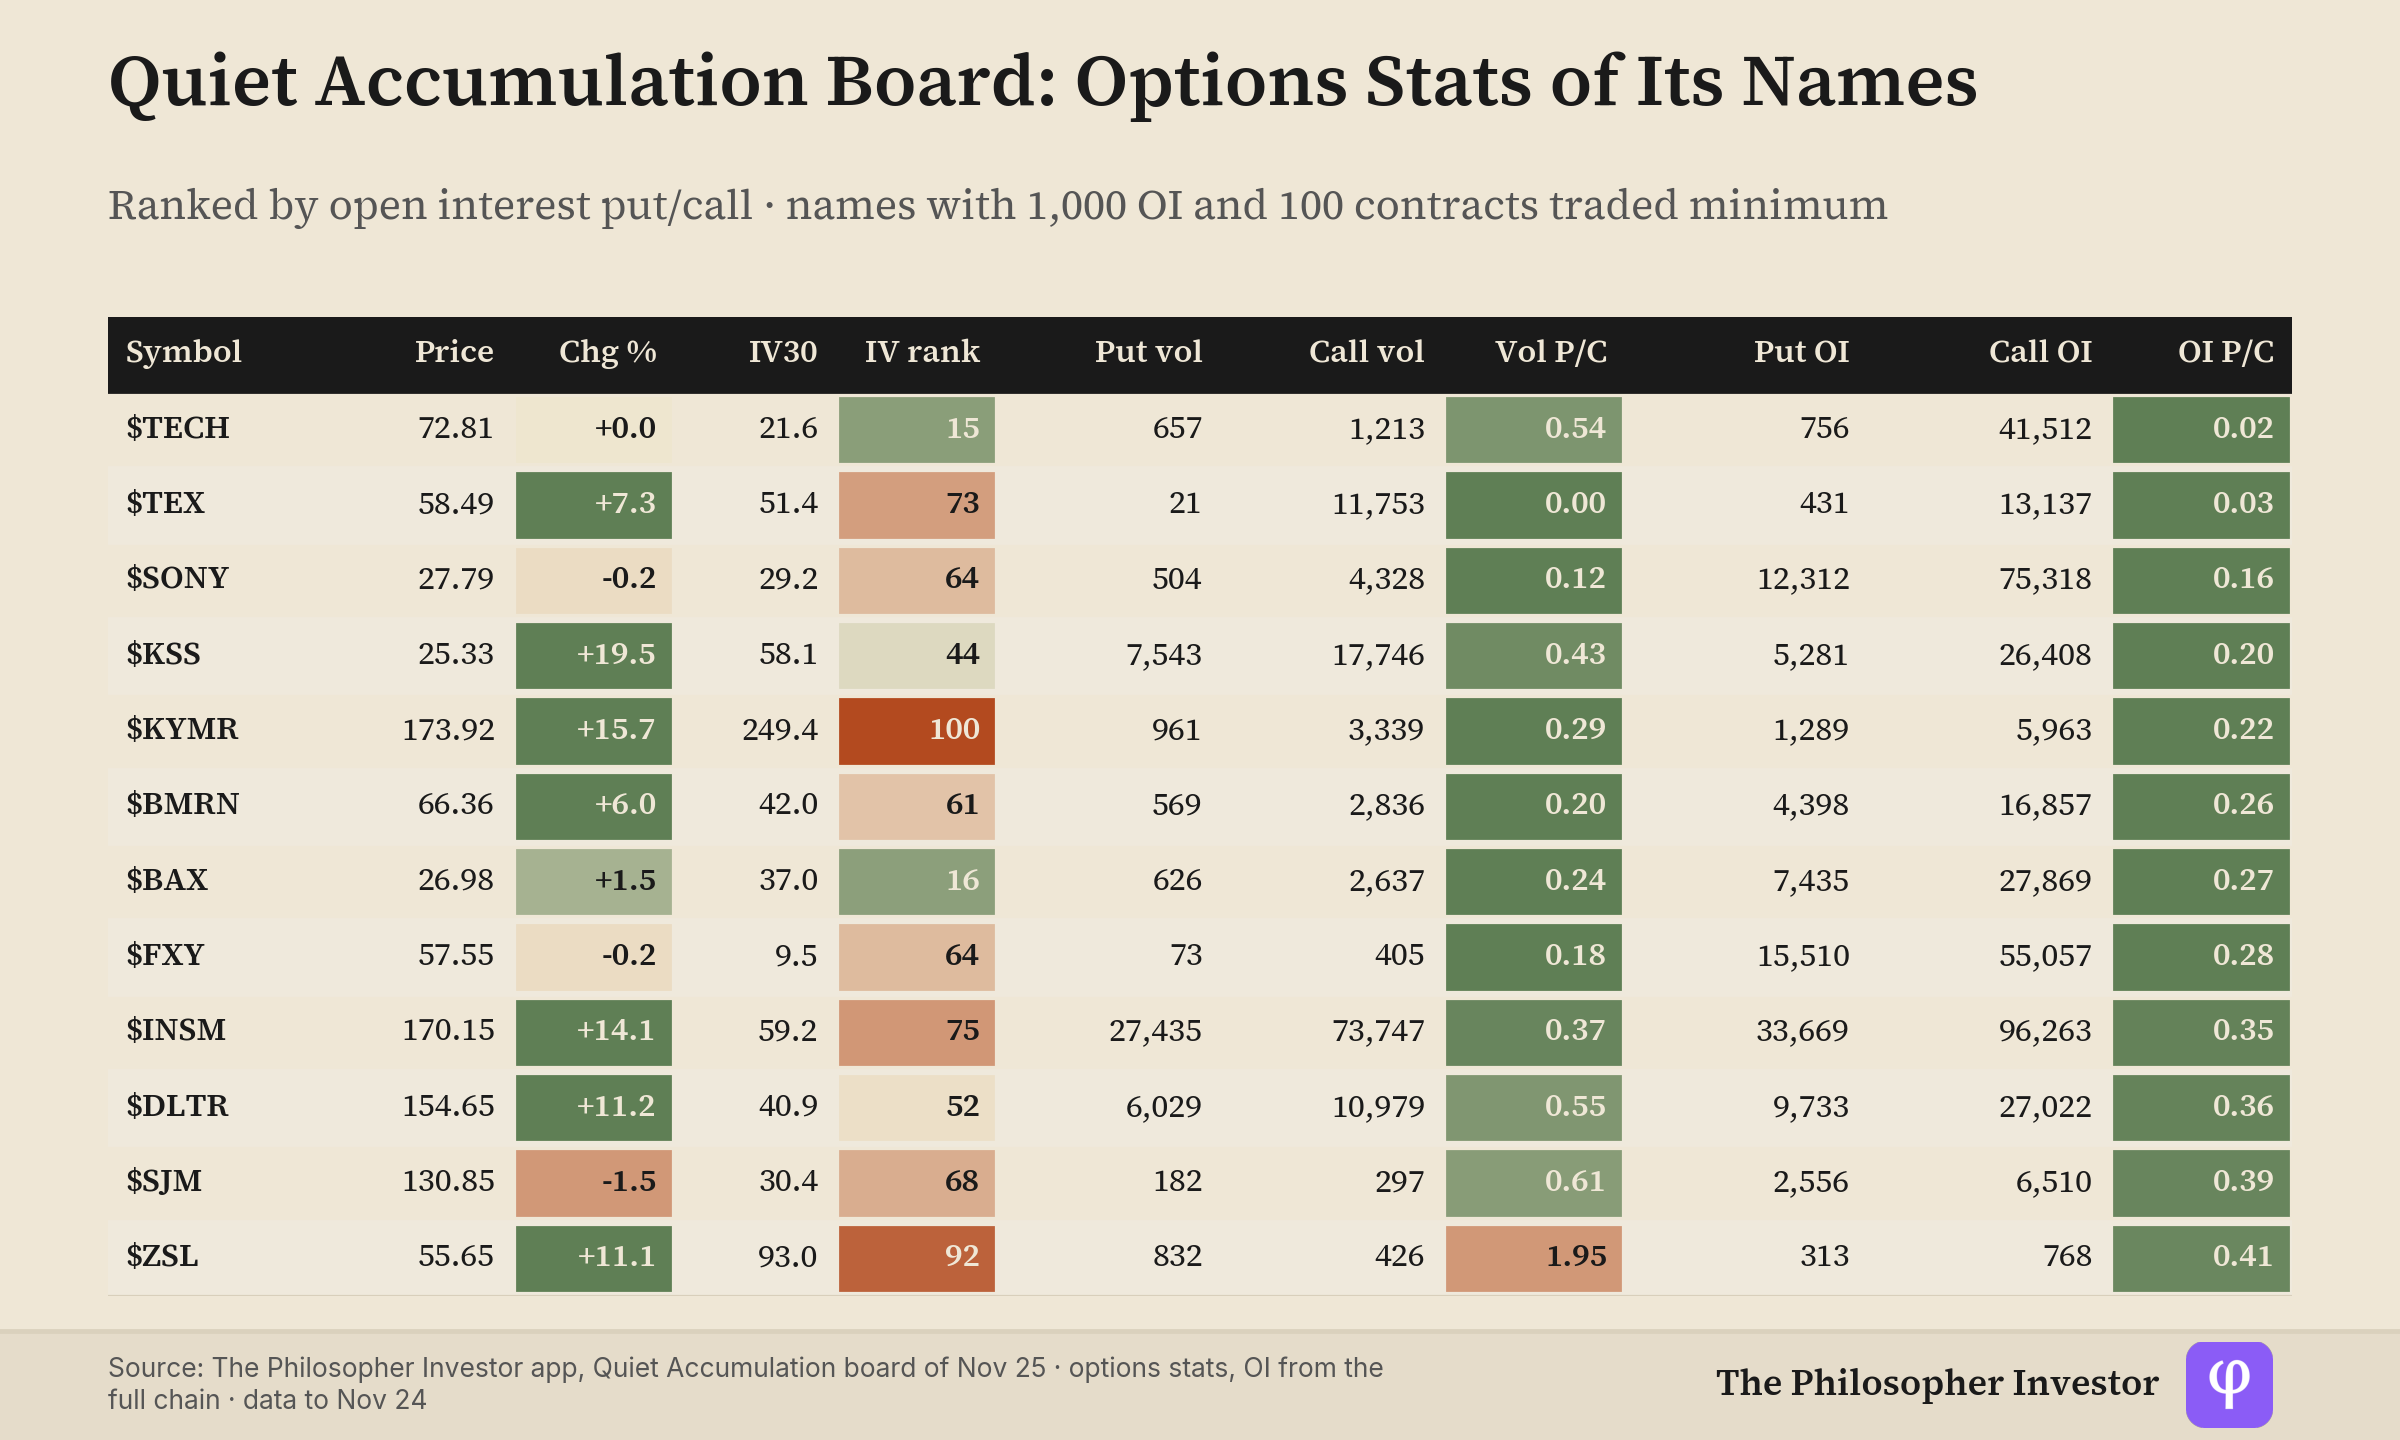 Quiet Accumulation Board: Options Stats of Its Names
Ranked by open interest put/call · names with 1,000 OI and 100 contracts traded minimum
Symbol Price Chg % IV30 IV rank Put vol Call vol Vol P/C Put OI Call OI OI P/C
$TECH 72.81 +0.0 21.6 15 657 1,213 0.54 756 41,512 0.02
$TEX 58.49 +7.3 51.4 73 21 11,753 0.00 431 13,137 0.03
$SONY 27.79 -0.2 29.2 64 504 4,328 0.12 12,312 75,318 0.16
$KSS 25.33 +19.5 58.1 44 7,543 17,746 0.43 5,281 26,408 0.20
$KYMR 173.92 +15.7 249.4 100 961 3,339 0.29 1,289 5,963 0.22
$BMRN 66.36 +6.0 42.0 61 569 2,836 0.20 4,398 16,857 0.26
$BAX 26.98 +1.5 37.0 16 626 2,637 0.24 7,435 27,869 0.27
$FXY 57.55 -0.2 9.5 64 73 405 0.18 15,510 55,057 0.28
$INSM 170.15 +14.1 59.2 75 27,435 73,747 0.37 33,669 96,263 0.35
$DLTR 154.65 +11.2 40.9 52 6,029 10,979 0.55 9,733 27,022 0.36
$SJM 130.85 -1.5 30.4 68 182 297 0.61 2,556 6,510 0.39
$ZSL 55.65 +11.1 93.0 92 832 426 1.95 313 768 0.41
Source: The Philosopher Investor app, Quiet Accumulation board of Nov 25 · options stats, OI from the
full chain · data to Nov 24
The Philosopher Investor φ